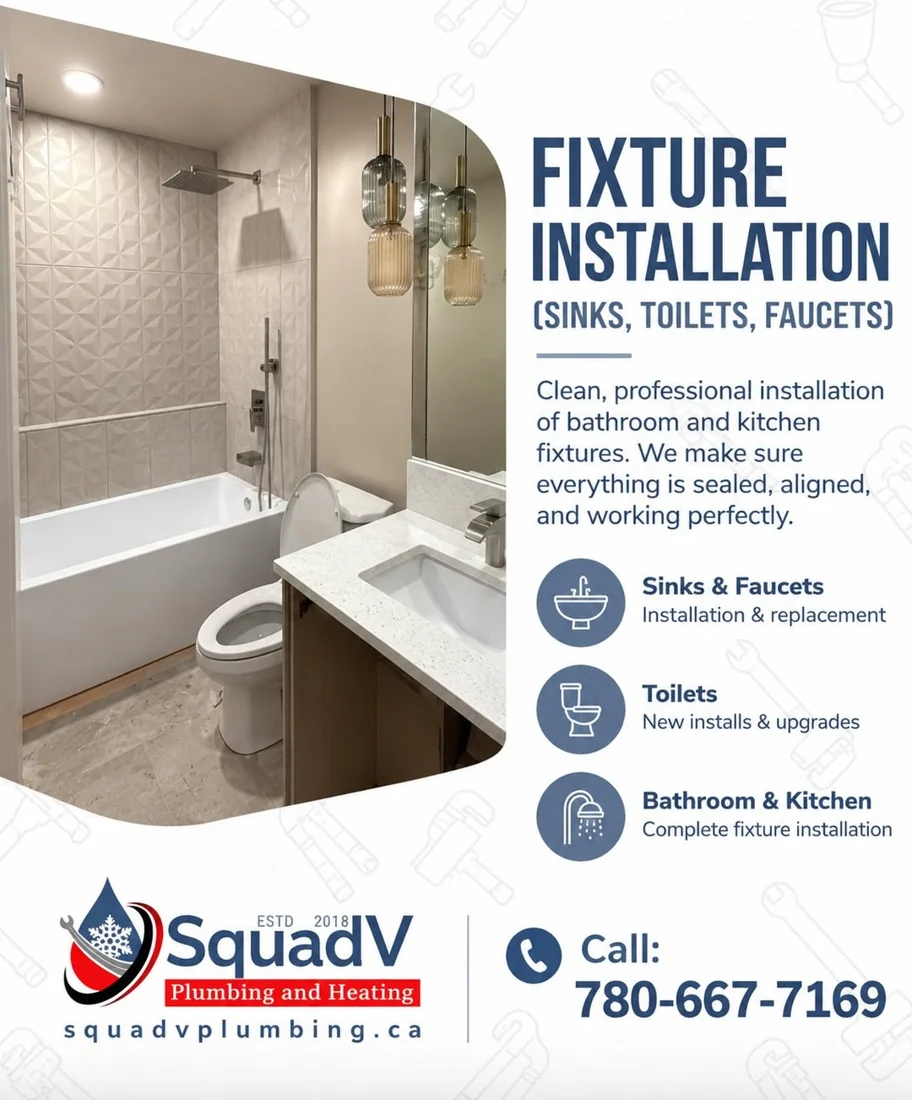 FIXTURE
INSTALLATION
(SINKS, TOILETS, FAUCETS)
Clean, professional installation
of bathroom and kitchen
fixtures. We make sure
everything is sealed, aligned,
and working perfectly.
Sinks & Faucets
Installation & replacement
Toilets
New installs & upgrades
Bathroom & Kitchen
Complete fixture installation
ESTD 2018
SquadV
Plumbing and Heating
squadvplumbing.ca
Call:
780-667-7169